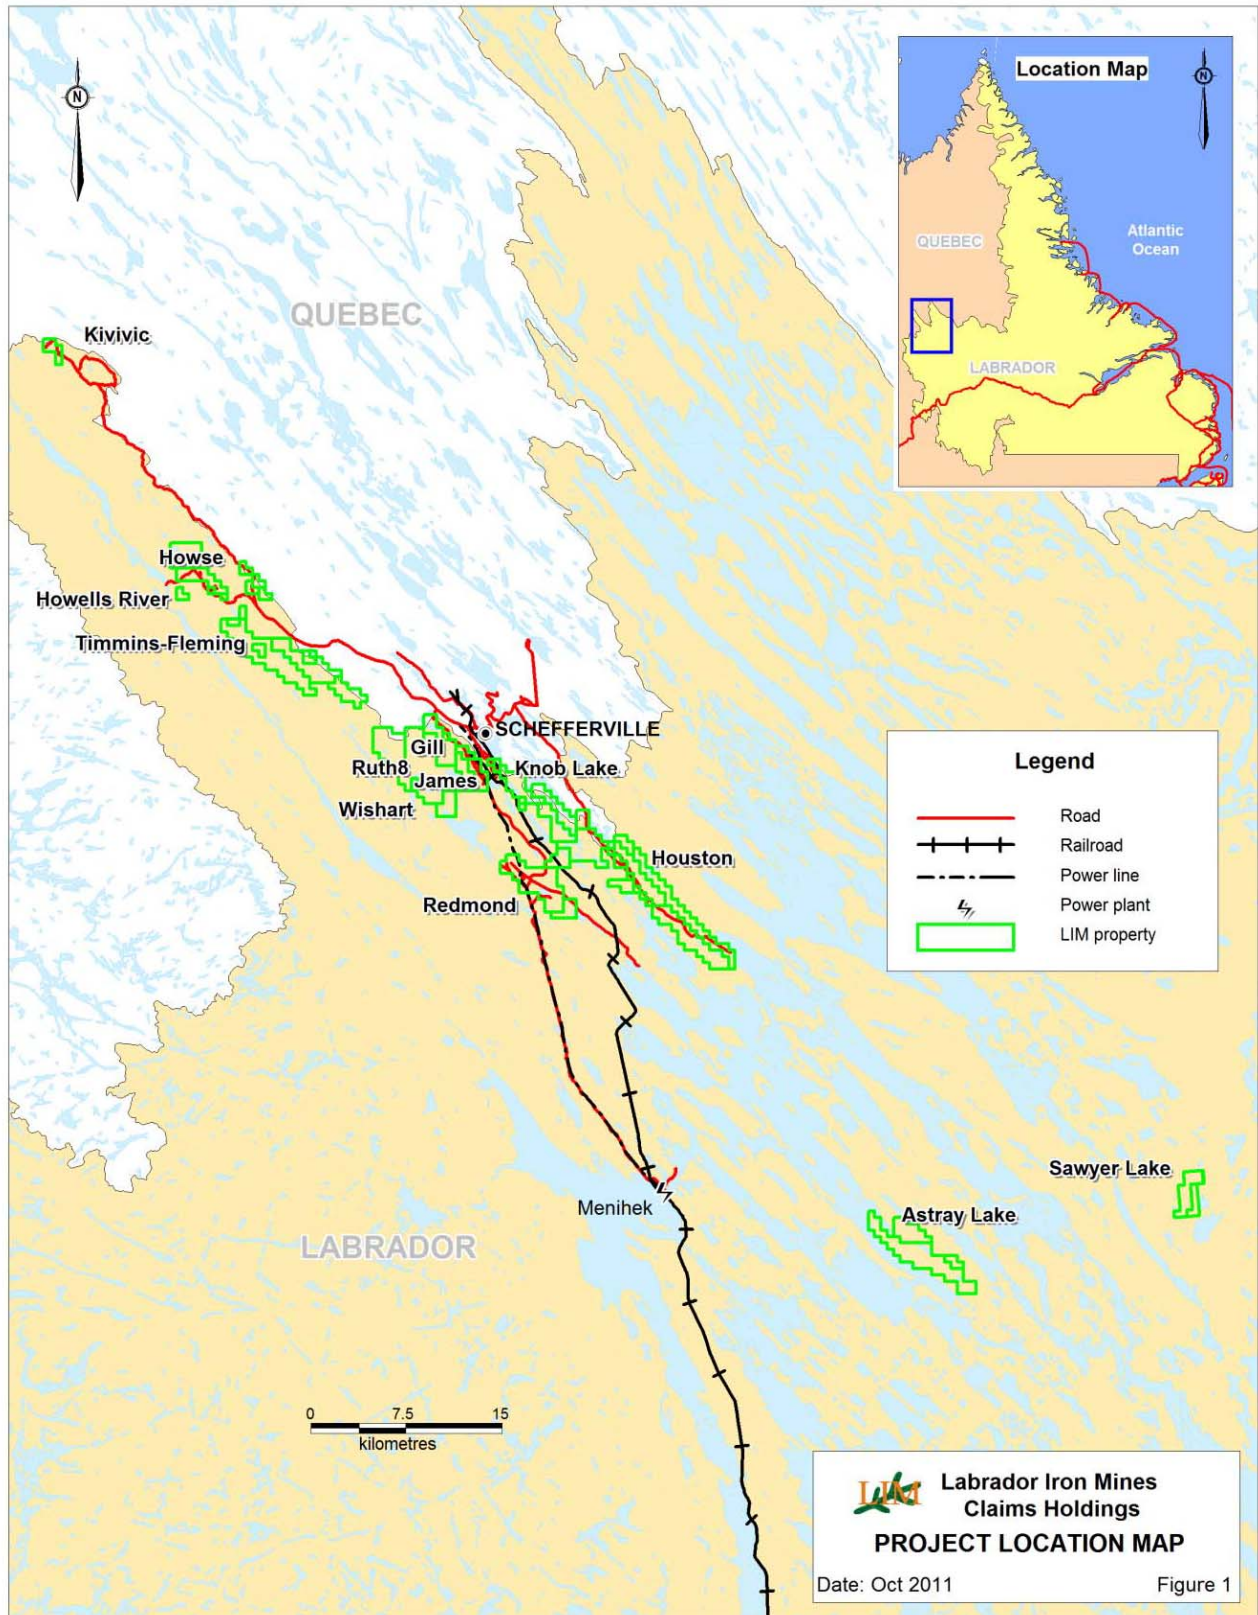 N
Location Map
N
QUEBEC
Atlantic
Ocean
LABRADOR
QUEBEC
Kivivic
Howse
Howells River
Timmins-Fleming
SCHEFFERVILLE
Gill
Ruth8
Knob Lake
James
Wishart
Houston
Redmond
Legend
Road
Railroad
Power line
Power plant
LIM property
Sawyer Lake
Menihek
Astray Lake
LABRADOR
0 7.5 15
kilometres
LIM
Labrador Iron Mines
Claims Holdings
PROJECT LOCATION MAP
Date: Oct 2011 Figure 1